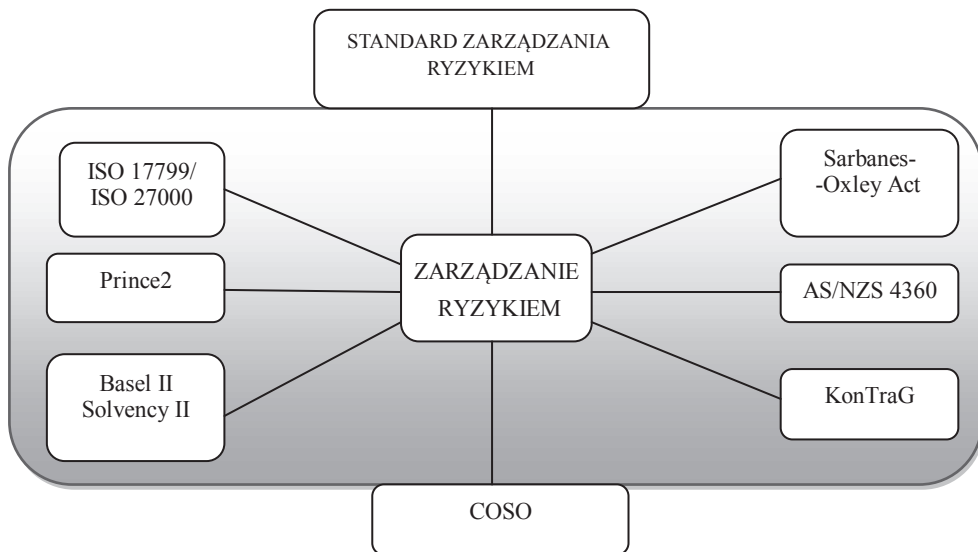 STANDARD ZARZĄDZANIA
RYZYKIEM
ISO 17799/
ISO 27000
Sarbanes-
-Oxley Act
Prince2
ZARZĄDZANIE
RYZYKIEM
AS/NZS 4360
Basel II
Solvency II
KonTraG
COSO